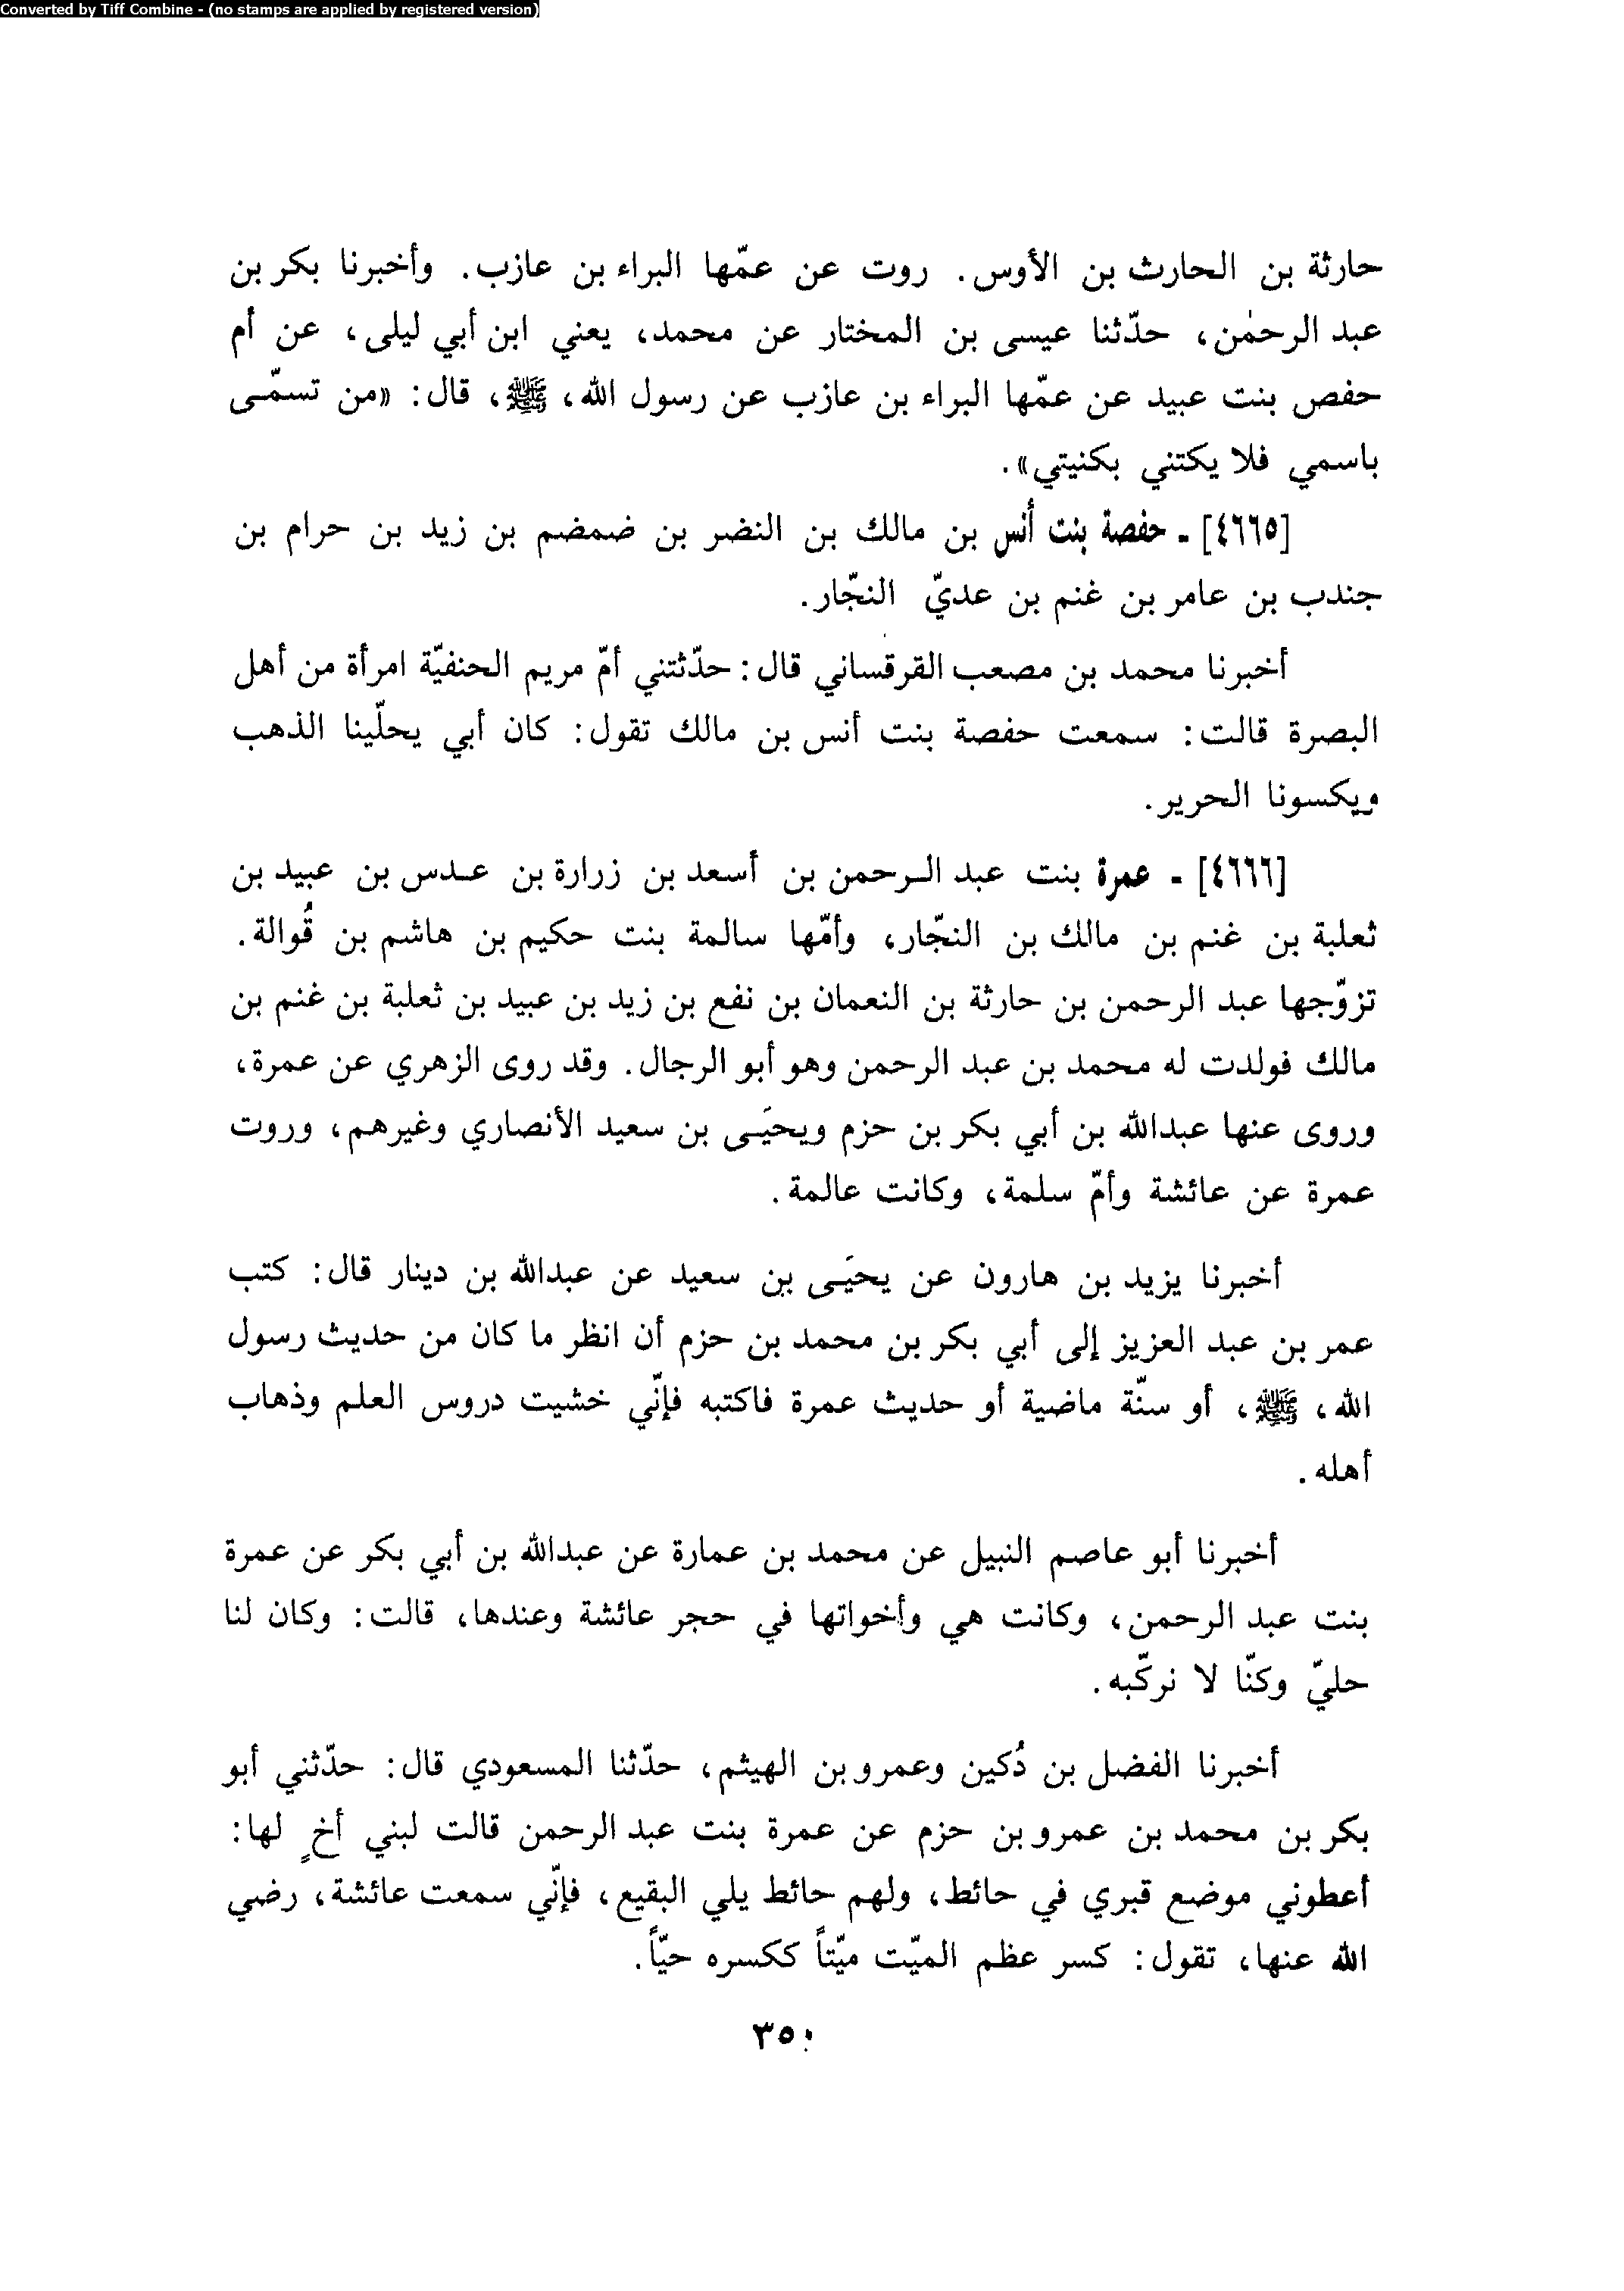 Converted by Tiff Combine - (no stamps are applied by registered version)
حارثة بن الحارث بن الأوس. روت عن عمّها البراء بن عازب. وأخبرنا بكر بن
عبد الرحمٰن، حدّثنا عيسى بن المختار عن محمد، يعني ابن أبي ليلى، عن أم
حفص بنت عبيد عن عمّها البراء بن عازب عن رسول الله، ﷺ، قال: «من تسمّى
باسمي فلا يكتني بكنيتي».
[٤٦٦٥] - حفصة بنت أنس بن مالك بن النضر بن ضمضم بن زيد بن حرام بن
جندب بن عامر بن غنم بن عديّ النجّار.
أخبرنا محمد بن مصعب القرقساني قال: حدّثتني أمّ مريم الحنفيّة امرأة من أهل
البصرة قالت: سمعت حفصة بنت أنس بن مالك تقول: كان أبي يحلّينا الذهب
ويكسونا الحرير.
[٤٦٦٦] - عمرة بنت عبد الرحمن بن أسعد بن زرارة بن عدس بن عبيد بن
ثعلبة بن غنم بن مالك بن النجّار، وأمّها سالمة بنت حكيم بن هاشم بن قُوالة.
تزوّجها عبد الرحمن بن حارثة بن النعمان بن نفع بن زيد بن عبيد بن ثعلبة بن غنم بن
مالك فولدت له محمد بن عبد الرحمن وهو أبو الرجال. وقد روى الزهري عن عمرة،
وروى عنها عبدالله بن أبي بكر بن حزم ويحيَى بن سعيد الأنصاري وغيرهم، وروت
عمرة عن عائشة وأمّ سلمة، وكانت عالمة.
أخبرنا يزيد بن هارون عن يحيَى بن سعيد عن عبدالله بن دينار قال: كتب
عمر بن عبد العزيز إلى أبي بكر بن محمد بن حزم أن انظر ما كان من حديث رسول
الله، ﷺ، أو سنّة ماضية أو حديث عمرة فاكتبه فإنّي خشيت دروس العلم وذهاب
أهله.
أخبرنا أبو عاصم النبيل عن محمد بن عمارة عن عبدالله بن أبي بكر عن عمرة
بنت عبد الرحمن، وكانت هي وأخواتها في حجر عائشة وعندها، قالت: وكان لنا
حليّ وكنّا لا نركّبه.
أخبرنا الفضل بن دُكين وعمرو بن الهيثم، حدّثنا المسعودي قال: حدّثني أبو
بكر بن محمد بن عمرو بن حزم عن عمرة بنت عبد الرحمن قالت لبني أخٍ لها:
أعطوني موضع قبري في حائط، ولهم حائط يلي البقيع، فإنّي سمعت عائشة، رضي
الله عنها، تقول: كسر عظم الميّت ميّتاً ككسره حيّاً.
٣٥٠